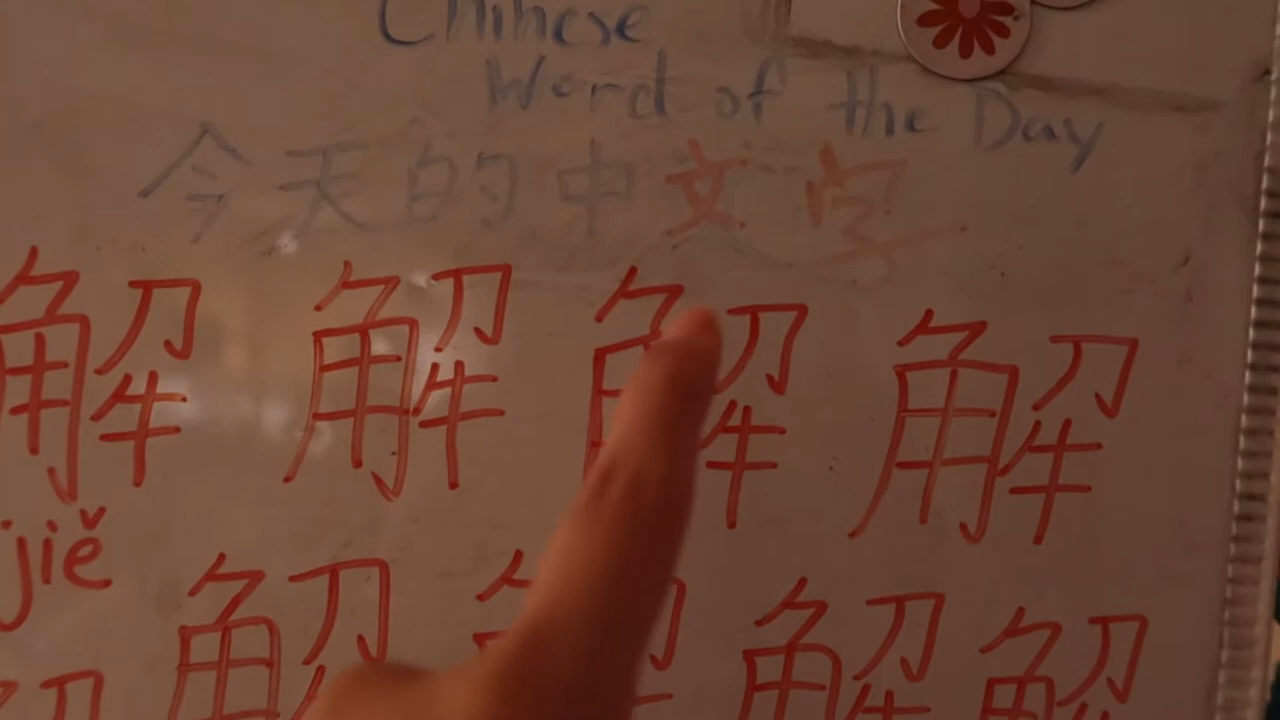 Chinese
Word of the Day
今天的中文字
解 解 解 解
jiě
解 解 解